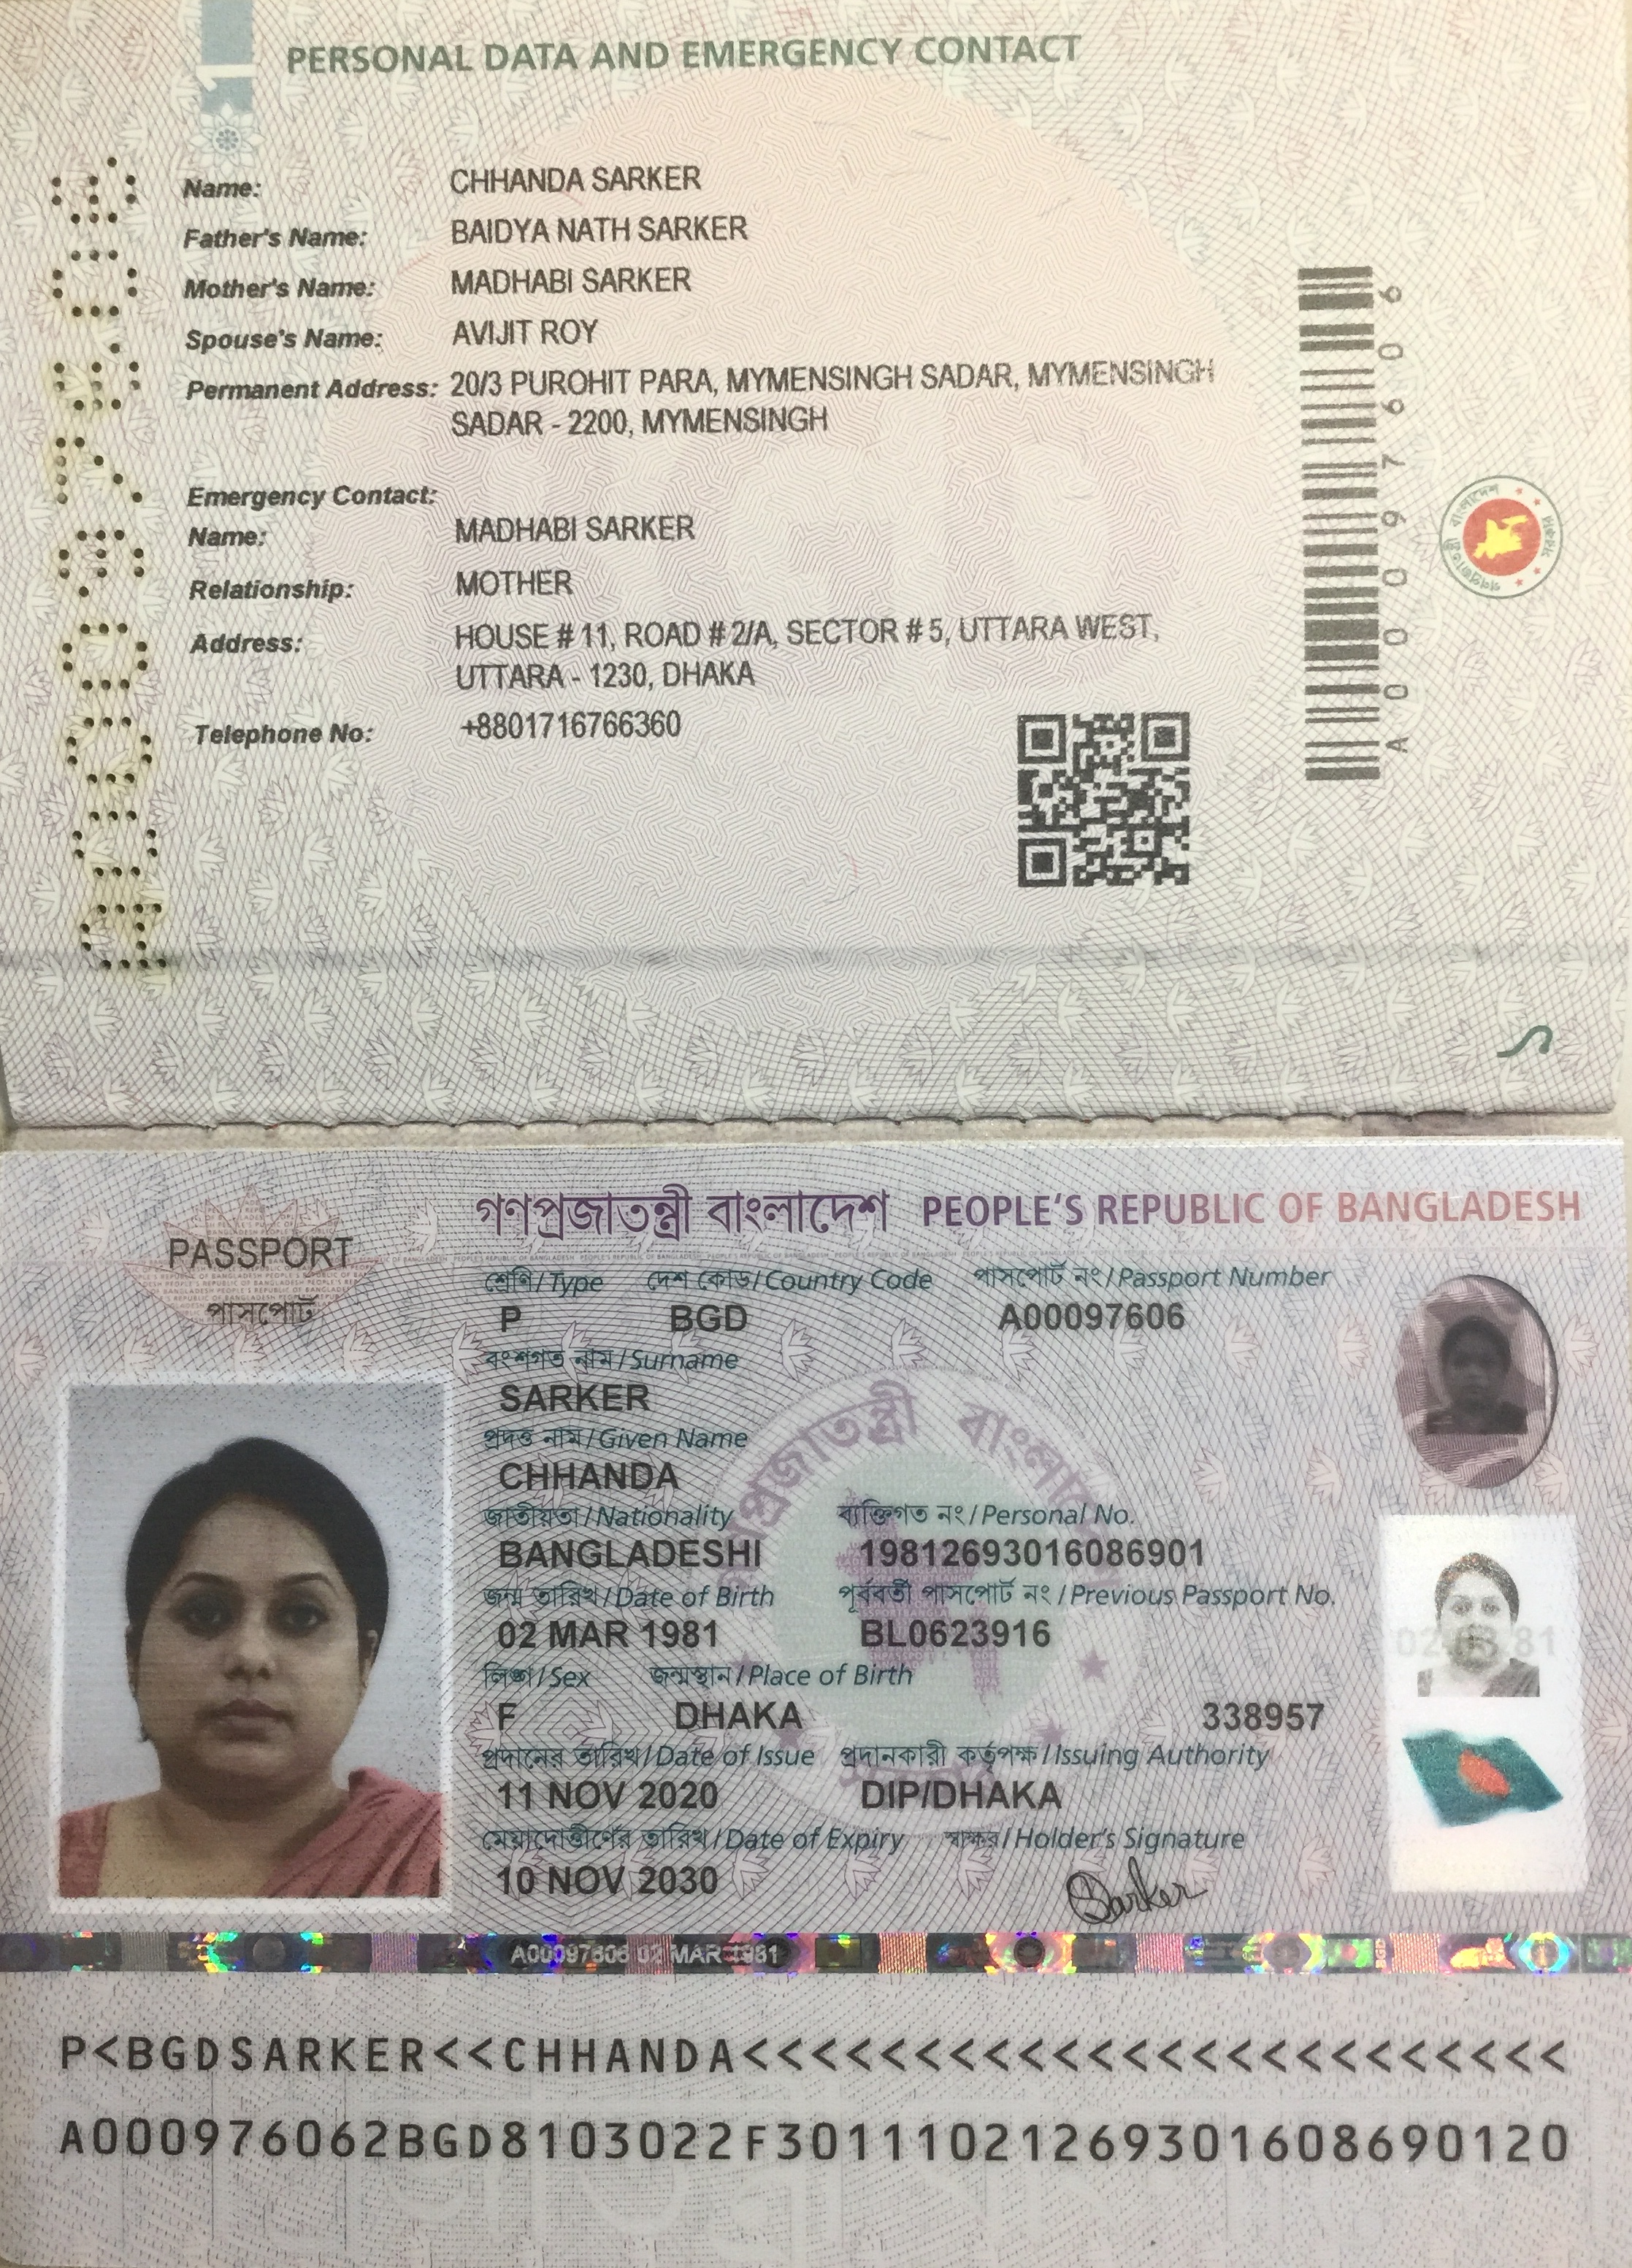 1
PERSONAL DATA AND EMERGENCY CONTACT
Name: CHHANDA SARKER
Father's Name: BAIDYA NATH SARKER
Mother's Name: MADHABI SARKER
Spouse's Name: AVIJIT ROY
Permanent Address: 20/3 PUROHIT PARA, MYMENSINGH SADAR, MYMENSINGH
SADAR - 2200, MYMENSINGH
Emergency Contact:
Name: MADHABI SARKER
Relationship: MOTHER
Address: HOUSE # 11, ROAD # 2/A, SECTOR # 5, UTTARA WEST,
UTTARA - 1230, DHAKA
Telephone No: +8801716766360
A00097606
গণপ্রজাতন্ত্রী বাংলাদেশ PEOPLE'S REPUBLIC OF BANGLADESH
PASSPORT
পাসপোর্ট
শ্রেণি/Type দেশ কোড/Country Code পাসপোর্ট নং/Passport Number
P BGD A00097606
বংশগত নাম/Surname
SARKER
প্রদত্ত নাম/Given Name
CHHANDA
জাতীয়তা/Nationality ব্যক্তিগত নং/Personal No.
BANGLADESHI 19812693016086901
জন্ম তারিখ/Date of Birth পূর্ববর্তী পাসপোর্ট নং/Previous Passport No.
02 MAR 1981 BL0623916
লিঙ্গ/Sex জন্মস্থান/Place of Birth
F DHAKA 338957
প্রদানের তারিখ/Date of Issue প্রদানকারী কর্তৃপক্ষ/Issuing Authority
11 NOV 2020 DIP/DHAKA
মেয়াদোত্তীর্ণের তারিখ/Date of Expiry স্বাক্ষর/Holder's Signature
10 NOV 2030 Sarker
A00097606 02 MAR 1981
P<BGDSARKER<<CHHANDA<<<<<<<<<<<<<<<<<<<<<<<<
A000976062BGD8103022F30111021269301608690120